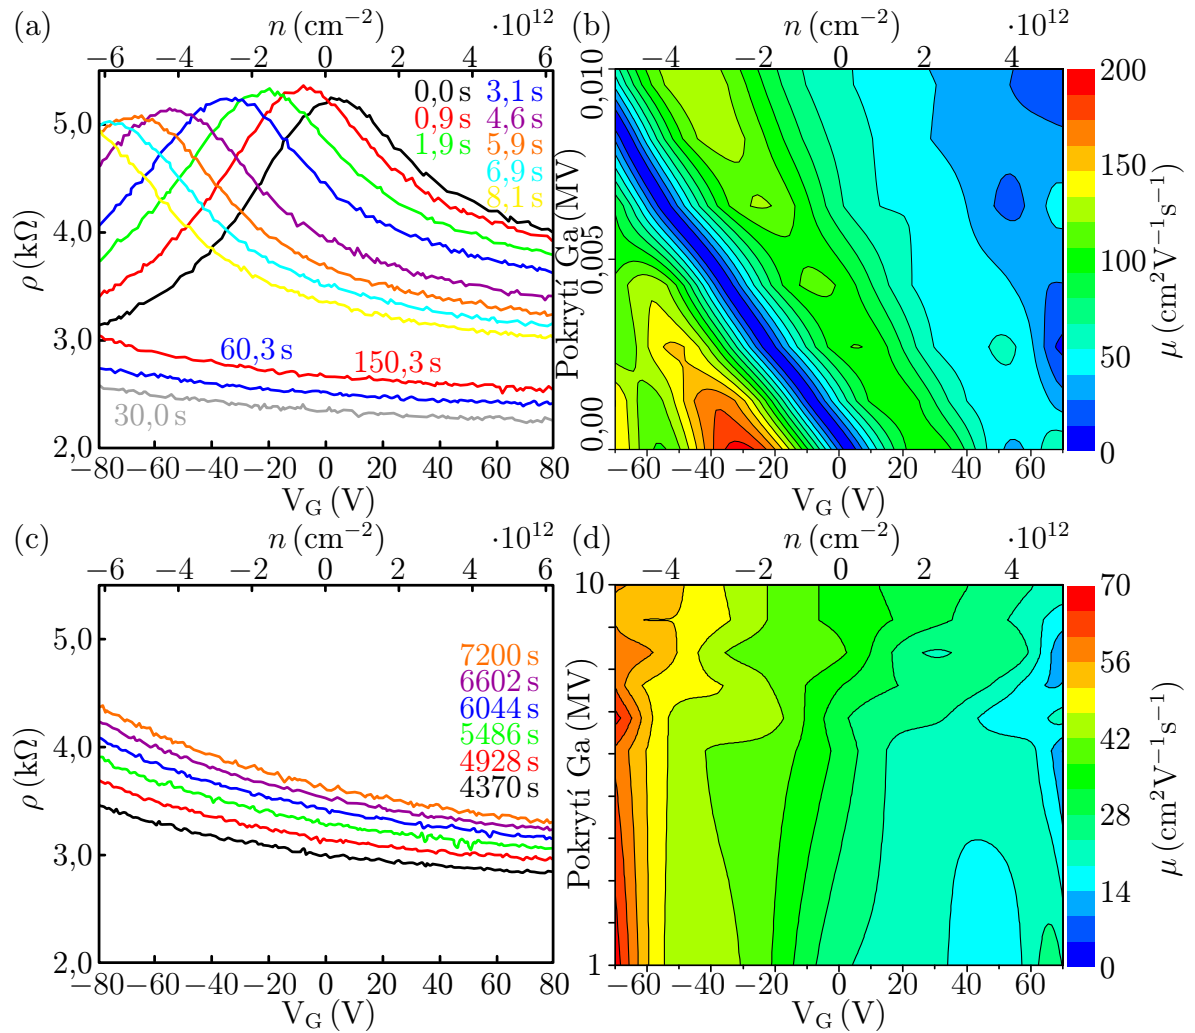 (a)
n (cm⁻²)
·10¹²
−6 −4 −2 0 2 4 6
5,0
4,0
3,0
2,0
ρ (kΩ)
0,0 s 3,1 s
0,9 s 4,6 s
1,9 s 5,9 s
6,9 s
8,1 s
60,3 s 150,3 s
30,0 s
−80 −60 −40 −20 0 20 40 60 80
V_G (V)
(b)
n (cm⁻²)
·10¹²
−4 −2 0 2 4
0,010
0,005
0,00
Pokrytí Ga (MV)
−60 −40 −20 0 20 40 60
V_G (V)
200
150
100
50
0
μ (cm²V⁻¹s⁻¹)
(c)
n (cm⁻²)
·10¹²
−6 −4 −2 0 2 4 6
5,0
4,0
3,0
2,0
ρ (kΩ)
7200 s
6602 s
6044 s
5486 s
4928 s
4370 s
−80 −60 −40 −20 0 20 40 60 80
V_G (V)
(d)
n (cm⁻²)
·10¹²
−4 −2 0 2 4
10
1
Pokrytí Ga (MV)
−60 −40 −20 0 20 40 60
V_G (V)
70
56
42
28
14
0
μ (cm²V⁻¹s⁻¹)